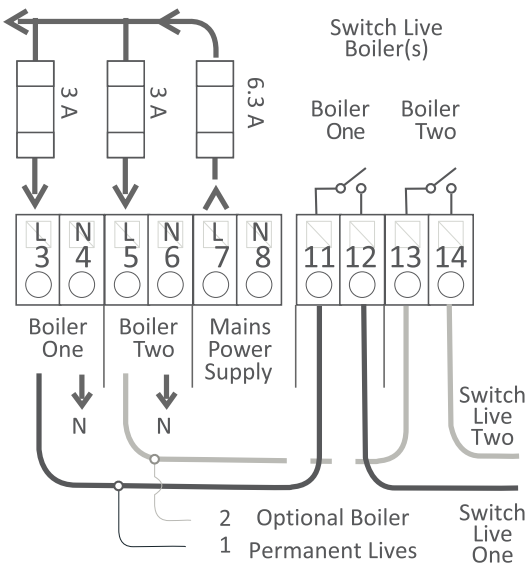 Switch Live
Boiler(s)
3 A
3 A
6.3 A
Boiler
One
Boiler
Two
L
N
L
N
L
N
3
4
5
6
7
8
11
12
13
14
Boiler
One
Boiler
Two
Mains
Power
Supply
N
N
Switch
Live
Two
2 Optional Boiler
1 Permanent Lives
Switch
Live
One